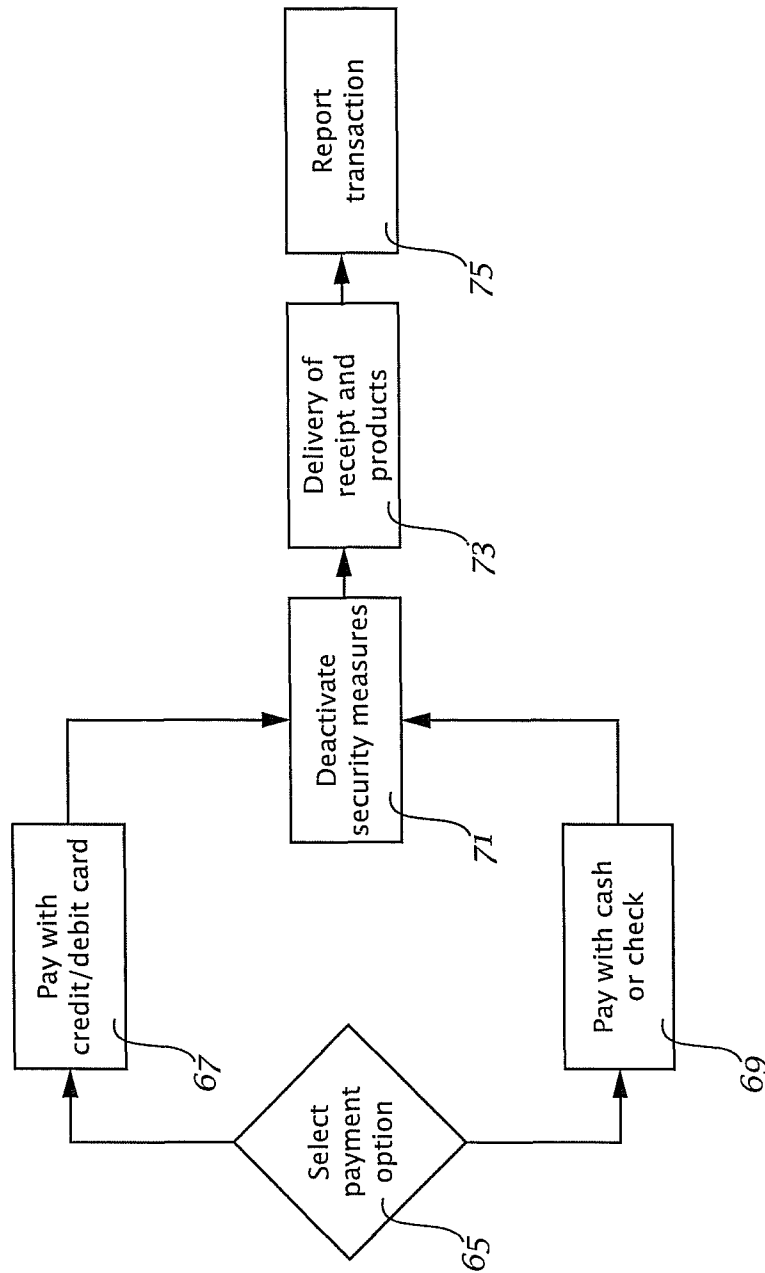 Select
payment
option
65
Pay with
credit/debit card
67
Pay with cash
or check
69
Deactivate
security measures
71
Delivery of
receipt and
products
73
Report
transaction
75